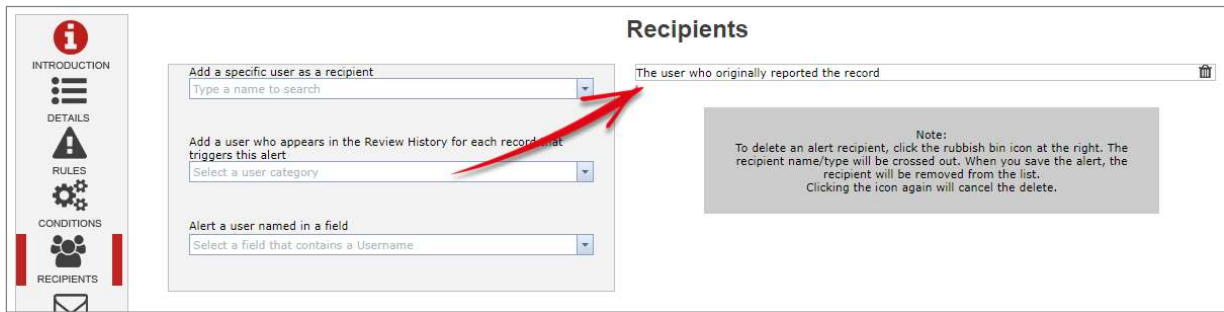 Recipients
INTRODUCTION
DETAILS
RULES
CONDITIONS
RECIPIENTS
Add a specific user as a recipient
Type a name to search
Add a user who appears in the Review History for each record that
triggers this alert
Select a user category
Alert a user named in a field
Select a field that contains a Username
The user who originally reported the record
Note:
To delete an alert recipient, click the rubbish bin icon at the right. The
recipient name/type will be crossed out. When you save the alert, the
recipient will be removed from the list.
Clicking the icon again will cancel the delete.